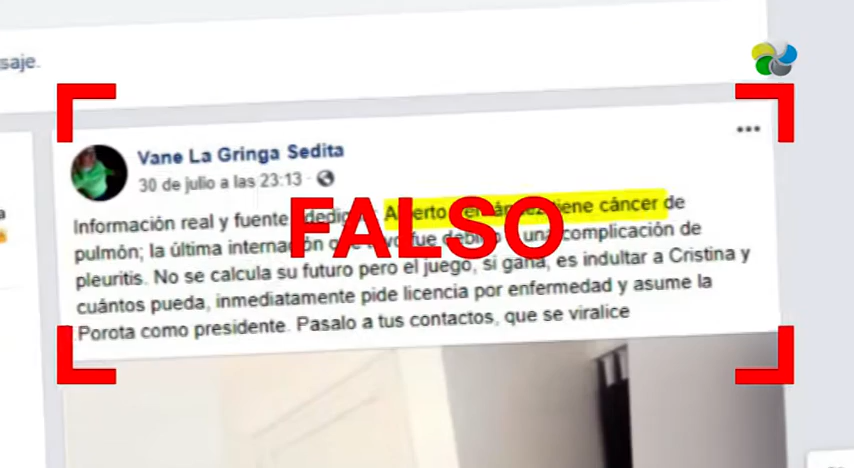 saje.
Vane La Gringa Sedita
30 de julio a las 23:13
Información real y fuente tiene cáncer de
FALSO
pulmón; la última fue una complicación de
pleuritis. No se calcula su futuro pero el juego, si gana, es indultar a Cristina y
cuántos pueda, inmediatamente pide licencia por enfermedad y asume la
Porota como presidente. Pasalo a tus contactos, que se viralice